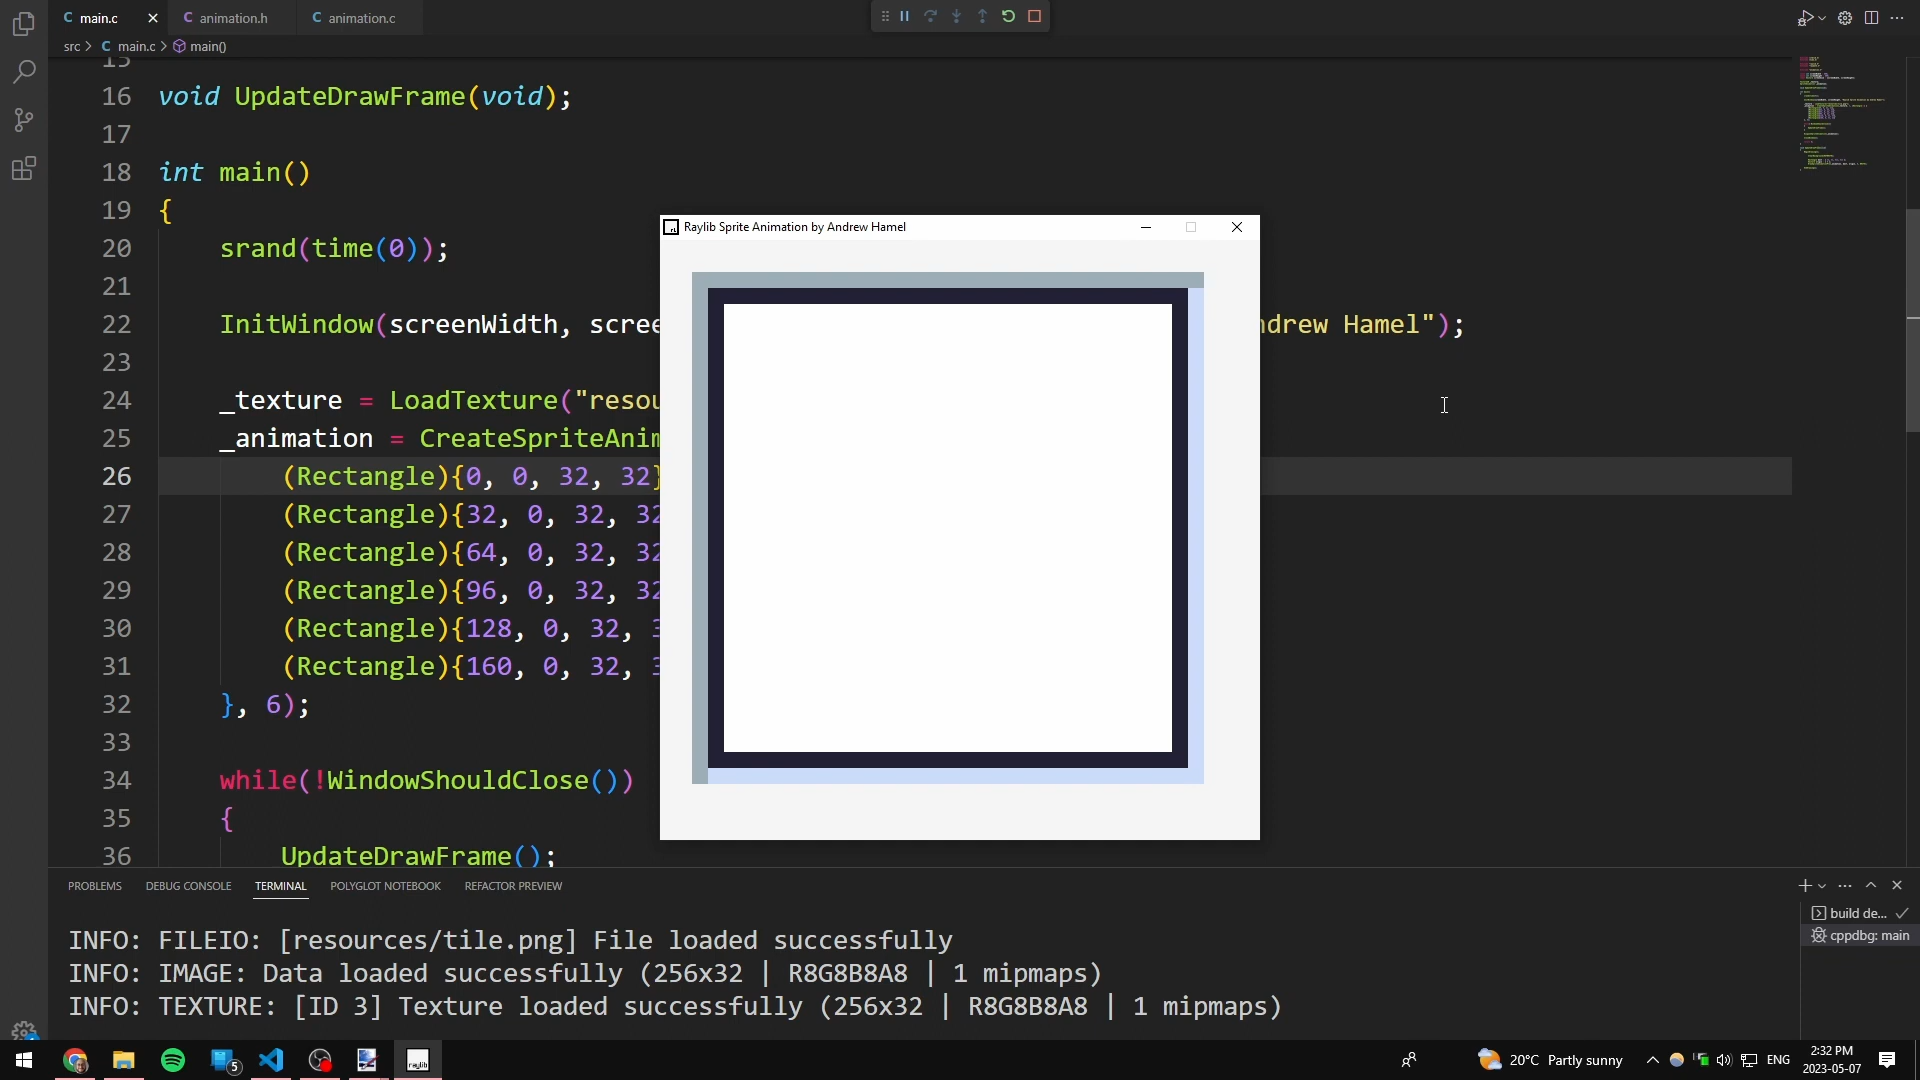 main.c
animation.h
animation.c
src > main.c > main()
15
16 void UpdateDrawFrame(void);
17
18 int main()
19 {
20 srand(time(0));
21
22 InitWindow(screenWidth, scree
ndrew Hamel");
23
24 _texture = LoadTexture("resou
25 _animation = CreateSpriteAnim
26 (Rectangle){0, 0, 32, 32}
27 (Rectangle){32, 0, 32, 32
28 (Rectangle){64, 0, 32, 32
29 (Rectangle){96, 0, 32, 32
30 (Rectangle){128, 0, 32, 3
31 (Rectangle){160, 0, 32, 3
32 }, 6);
33
34 while(!WindowShouldClose())
35 {
36 UpdateDrawFrame();
Raylib Sprite Animation by Andrew Hamel
PROBLEMS DEBUG CONSOLE TERMINAL POLYGLOT NOTEBOOK REFACTOR PREVIEW
INFO: FILEIO: [resources/tile.png] File loaded successfully
INFO: IMAGE: Data loaded successfully (256x32 | R8G8B8A8 | 1 mipmaps)
INFO: TEXTURE: [ID 3] Texture loaded successfully (256x32 | R8G8B8A8 | 1 mipmaps)
build de...
cppdbg: main
5
raylib
20°C Partly sunny
ENG
2:32 PM
2023-05-07